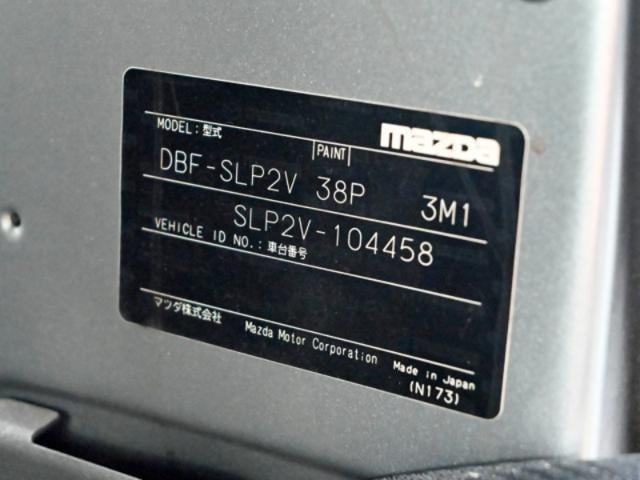 mazda
MODEL:型式 PAINT
DBF-SLP2V 38P 3M1
SLP2V-104458
VEHICLE ID NO.:車台番号
マツダ株式会社 Mazda Motor Corporation Made in Japan
(N173)